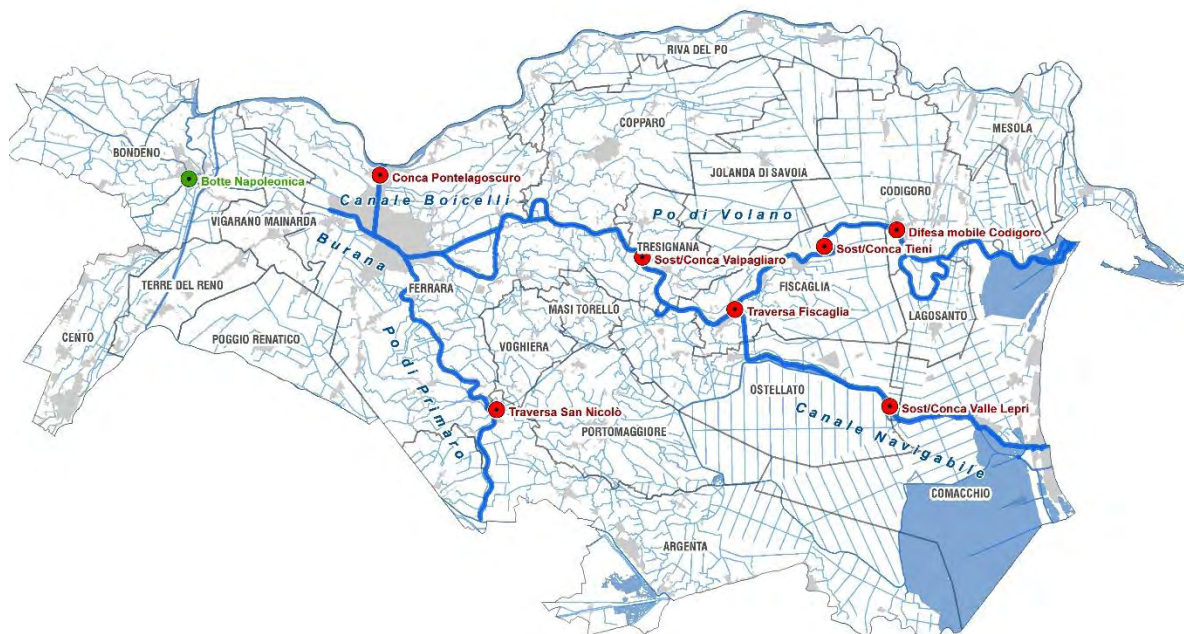 RIVA DEL PO
COPPARO
MESOLA
BONDENO
Botte Napoleonica
Conca Pontelagoscuro
JOLANDA DI SAVOIA
CODIGORO
Canale Boicelli
VIGARANO MAINARDA
Po di Volano
Difesa mobile Codigoro
TRESIGNANA
Sost/Conca Tieni
Sost/Conca Valpagliaro
Burana
TERRE DEL RENO
FERRARA
FISCAGLIA
MASI TORELLO
Traversa Fiscaglia
LAGOSANTO
CENTO
POGGIO RENATICO
VOGHIERA
Po di Primaro
OSTELLATO
Traversa San Nicolò
Sost/Conca Valle Lepri
PORTOMAGGIORE
Canale Navigabile
COMACCHIO
ARGENTA